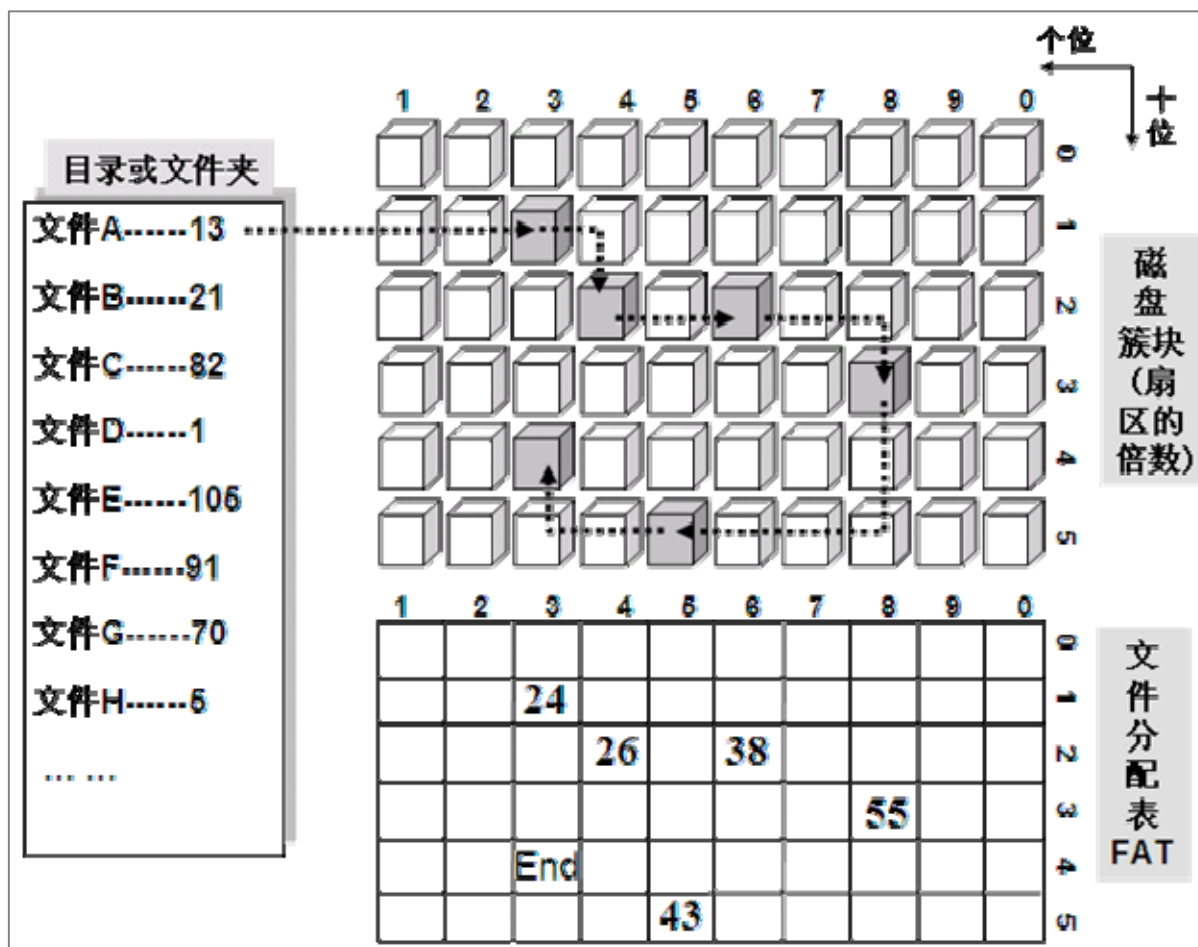 个位
十位
1 2 3 4 5 6 7 8 9 0
0
1
2
3
4
5
磁盘簇块(扇区的倍数)
目录或文件夹
文件A------13
文件B------21
文件C------82
文件D------1
文件E------105
文件F------91
文件G------70
文件H------5
… …
1 2 3 4 5 6 7 8 9 0
0
24 1
26 38 2
55 3
End 4
43 5
文件分配表FAT